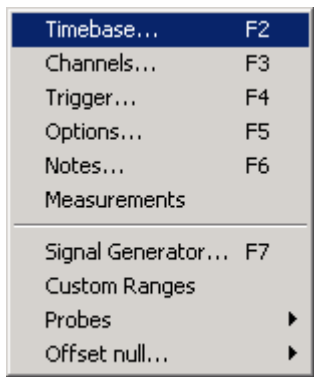 Timebase... F2
Channels... F3
Trigger... F4
Options... F5
Notes... F6
Measurements
Signal Generator... F7
Custom Ranges
Probes
Offset null...